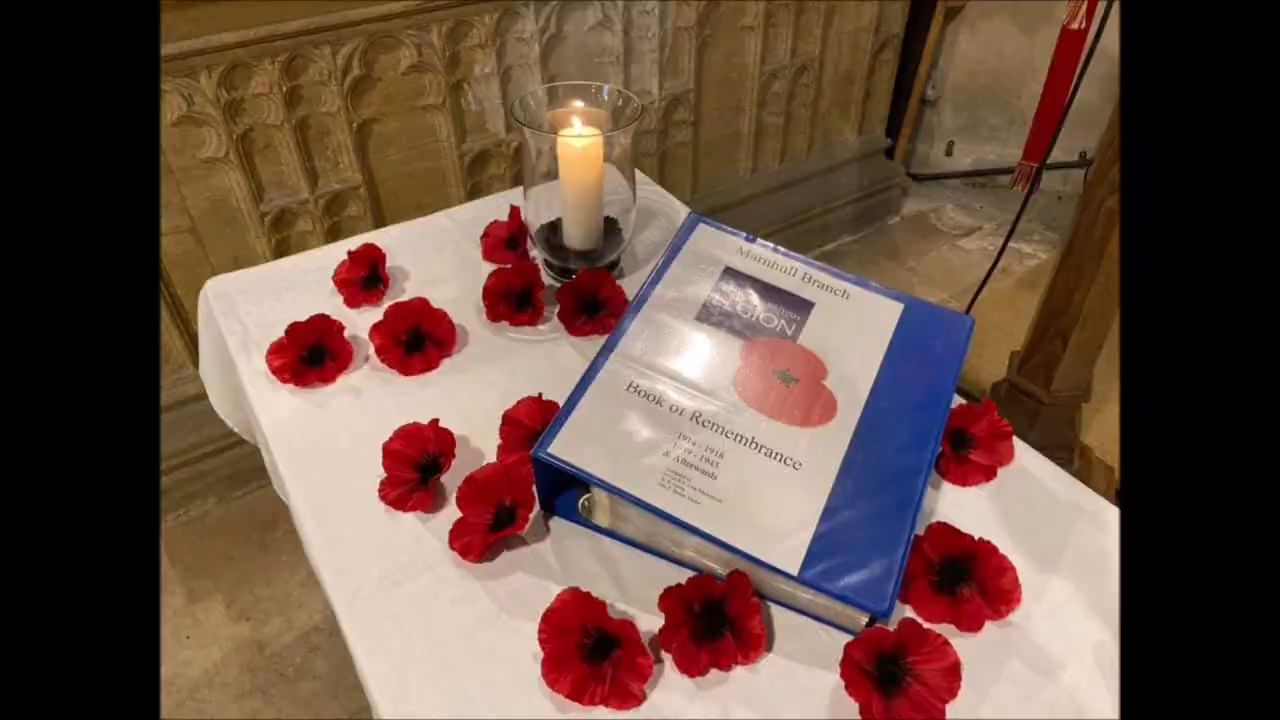 Marnhull Branch
LEGION
Book of Remembrance
1914 - 1918
1939 - 1945
& Afterwards